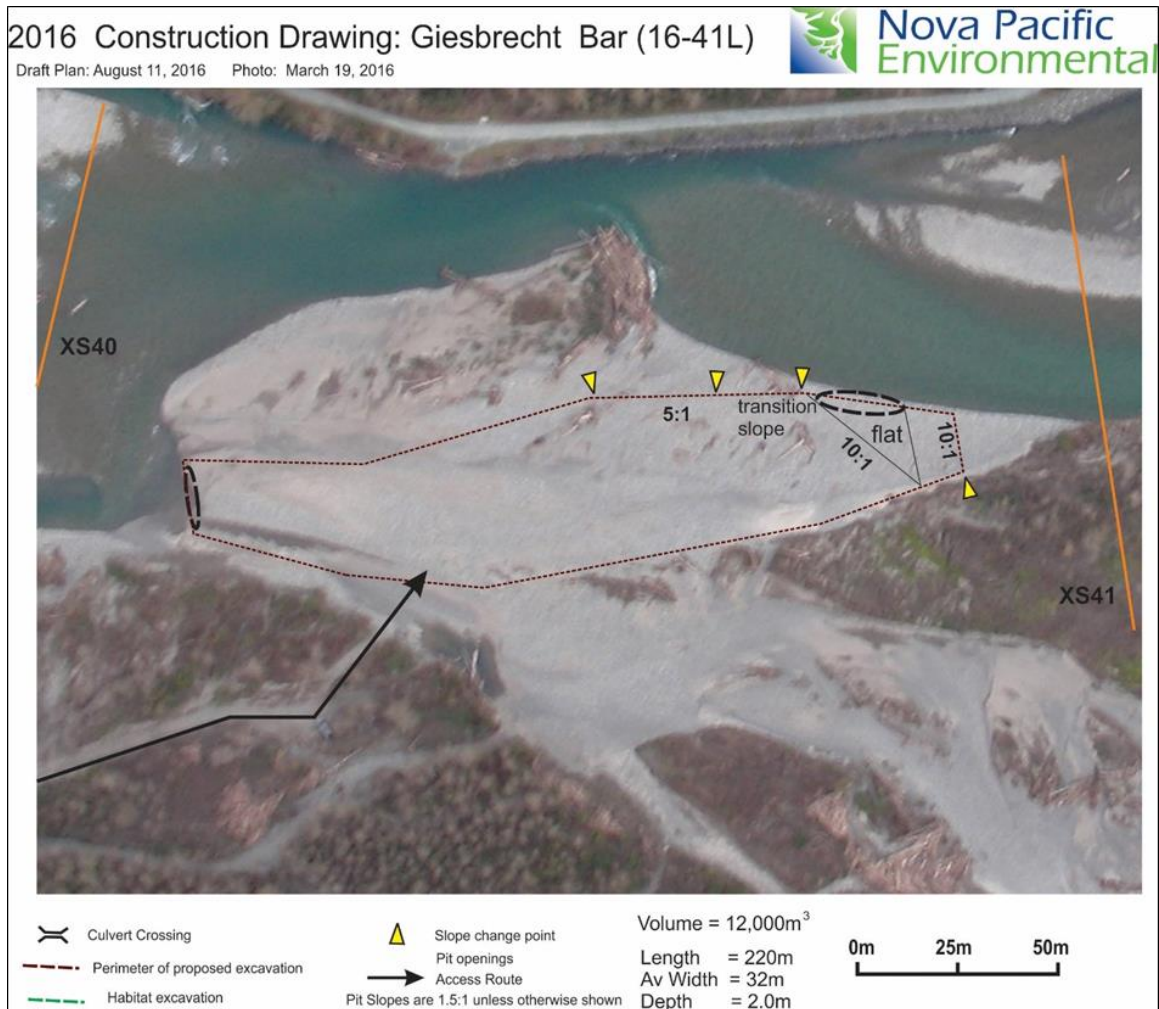 2016 Construction Drawing: Giesbrecht Bar (16-41L)
Draft Plan: August 11, 2016 Photo: March 19, 2016
Nova Pacific
Environmental
XS40
5:1
transition
slope
10:1
flat
10:1
XS41
Culvert Crossing
Perimeter of proposed excavation
Habitat excavation
Slope change point
Pit openings
Access Route
Pit Slopes are 1.5:1 unless otherwise shown
Volume = 12,000m³
Length = 220m
Av Width = 32m
Depth = 2.0m
0m 25m 50m